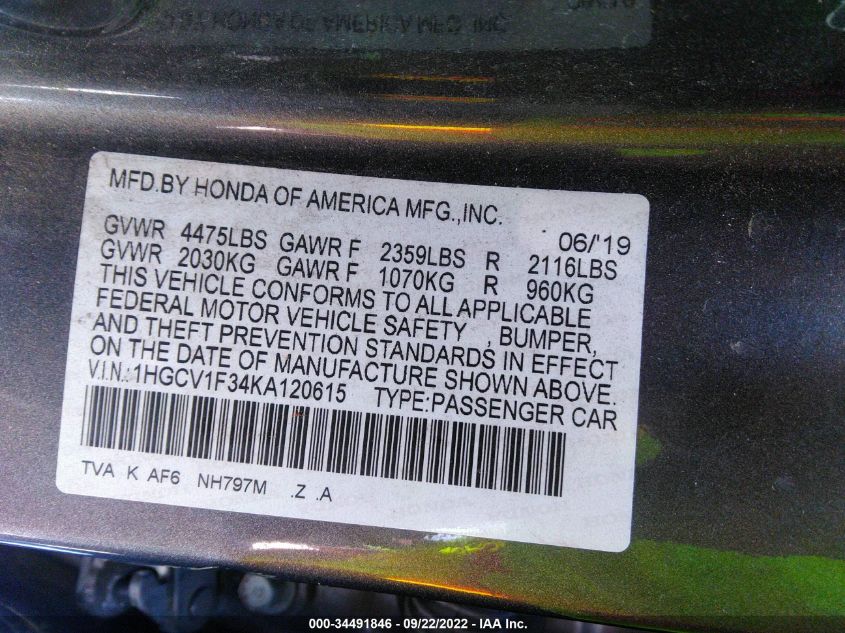 MFD.BY HONDA OF AMERICA MFG.,INC.
06/'19
GVWR 4475LBS GAWR F 2359LBS R 2116LBS
GVWR 2030KG GAWR F 1070KG R 960KG
THIS VEHICLE CONFORMS TO ALL APPLICABLE
FEDERAL MOTOR VEHICLE SAFETY , BUMPER,
AND THEFT PREVENTION STANDARDS IN EFFECT
ON THE DATE OF MANUFACTURE SHOWN ABOVE.
V.I.N.:1HGCV1F34KA120615 TYPE:PASSENGER CAR
TVA K AF6 NH797M .Z .A
000-34491846 - 09/22/2022 - IAA Inc.